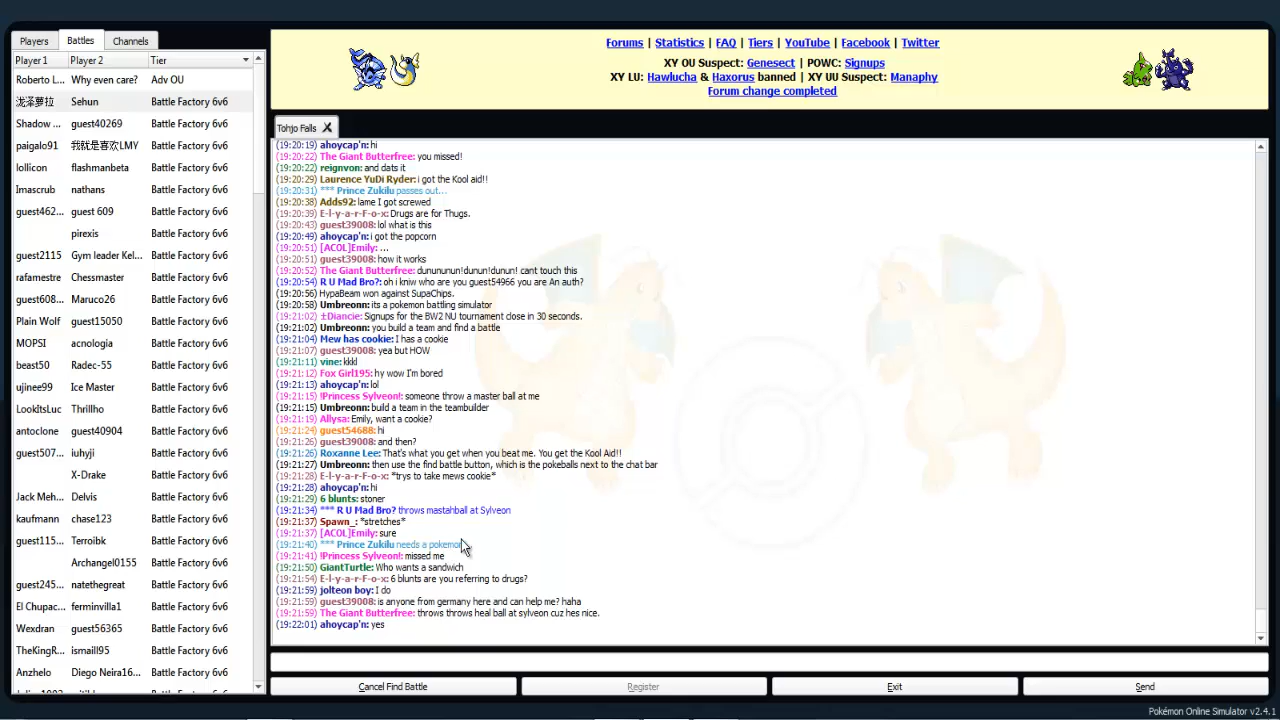 Players Battles Channels
Player 1 Player 2 Tier
Roberto L... Why even care? Adv OU
泷泽萝拉 Sehun Battle Factory 6v6
Shadow ... guest40269 Battle Factory 6v6
paigalo91 我就是喜欢LMY Battle Factory 6v6
lollicon flashmanbeta Battle Factory 6v6
Imascrub nathans Battle Factory 6v6
guest462... guest 609 Battle Factory 6v6
pirexis Battle Factory 6v6
guest2115 Gym leader Kel... Battle Factory 6v6
rafamestre Chessmaster Battle Factory 6v6
guest608... Maruco26 Battle Factory 6v6
Plain Wolf guest15050 Battle Factory 6v6
MOPSI acnologia Battle Factory 6v6
beast50 Radec-55 Battle Factory 6v6
ujinee99 Ice Master Battle Factory 6v6
LookItsLuc Thrillho Battle Factory 6v6
antoclone guest40904 Battle Factory 6v6
guest507... iuhyji Battle Factory 6v6
X-Drake Battle Factory 6v6
Jack Meh... Delvis Battle Factory 6v6
kaufmann chase123 Battle Factory 6v6
guest115... Terroibk Battle Factory 6v6
Archangel0155 Battle Factory 6v6
guest245... natethegreat Battle Factory 6v6
El Chupac... ferminvilla1 Battle Factory 6v6
Wexdran guest56365 Battle Factory 6v6
TheKingR... ismaill95 Battle Factory 6v6
Anzhelo Diego Neira16... Battle Factory 6v6
Forums | Statistics | FAQ | Tiers | YouTube | Facebook | Twitter
XY OU Suspect: Genesect | POWC: Signups
XY LU: Hawlucha & Haxorus banned | XY UU Suspect: Manaphy
Forum change completed
Tohjo Falls X
(19:20:19) ahoycap'n: hi
(19:20:22) The Giant Butterfree: you missed!
(19:20:22) reignvon: and dats it
(19:20:29) Laurence YuDi Ryder: i got the Kool aid!!
(19:20:31) *** Prince Zukilu passes out...
(19:20:38) Adds92: lame I got screwed
(19:20:39) E-l-y-a-r-F-o-x: Drugs are for Thugs.
(19:20:43) guest39008: lol what is this
(19:20:49) ahoycap'n: i got the popcorn
(19:20:51) [ACOL]Emily: ...
(19:20:51) guest39008: how it works
(19:20:52) The Giant Butterfree: dunununun!dunun!dunun! cant touch this
(19:20:54) R U Mad Bro?: oh i kniw who are you guest54966 you are An auth?
(19:20:56) HypaBeam won against SupaChips.
(19:20:58) Umbreonn: its a pokemon battling simulator
(19:21:02) ±Diancie: Signups for the BW2 NU tournament close in 30 seconds.
(19:21:02) Umbreonn: you build a team and find a battle
(19:21:04) Mew has cookie: I has a cookie
(19:21:07) guest39008: yea but HOW
(19:21:11) vine: kkkl
(19:21:12) Fox Girl195: hy wow I'm bored
(19:21:13) ahoycap'n: lol
(19:21:15) !Princess Sylveon!: someone throw a master ball at me
(19:21:15) Umbreonn: build a team in the teambuilder
(19:21:19) Allysa: Emily, want a cookie?
(19:21:24) guest54688: hi
(19:21:26) guest39008: and then?
(19:21:26) Roxanne Lee: That's what you get when you beat me. You get the Kool Aid!!
(19:21:27) Umbreonn: then use the find battle button, which is the pokeballs next to the chat bar
(19:21:28) E-l-y-a-r-F-o-x: *trys to take mews cookie*
(19:21:28) ahoycap'n: hi
(19:21:29) 6 blunts: stoner
(19:21:34) *** R U Mad Bro? throws mastahball at Sylveon
(19:21:37) Spawn_: *stretches*
(19:21:37) [ACOL]Emily: sure
(19:21:40) *** Prince Zukilu needs a pokemon
(19:21:41) !Princess Sylveon!: missed me
(19:21:50) GiantTurtle: Who wants a sandwich
(19:21:54) E-l-y-a-r-F-o-x: 6 blunts are you referring to drugs?
(19:21:59) jolteon boy: I do
(19:21:59) guest39008: is anyone from germany here and can help me? haha
(19:21:59) The Giant Butterfree: throws throws heal ball at sylveon cuz hes nice.
(19:22:01) ahoycap'n: yes
Cancel Find Battle Register Exit Send
Pokémon Online Simulator v2.4.1